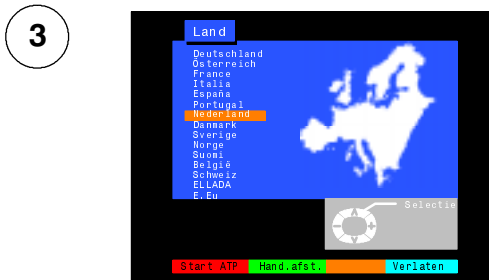 3
Land
Deutschland
Österreich
France
Italia
España
Portugal
Nederland
Danmark
Sverige
Norge
Suomi
België
Schweiz
ELLADA
E.Eu
Selectie
Start ATP Hand.afst. Verlaten